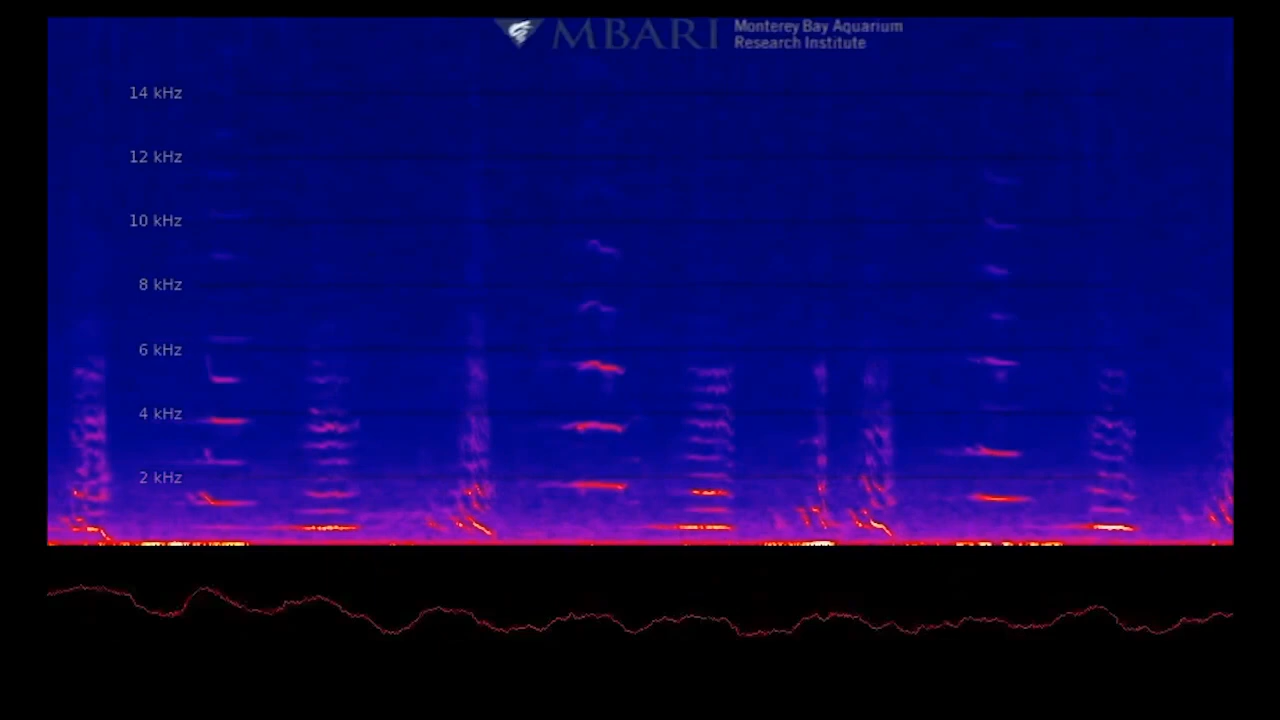 MBARI
Monterey Bay Aquarium
Research Institute
14 kHz
12 kHz
10 kHz
8 kHz
6 kHz
4 kHz
2 kHz